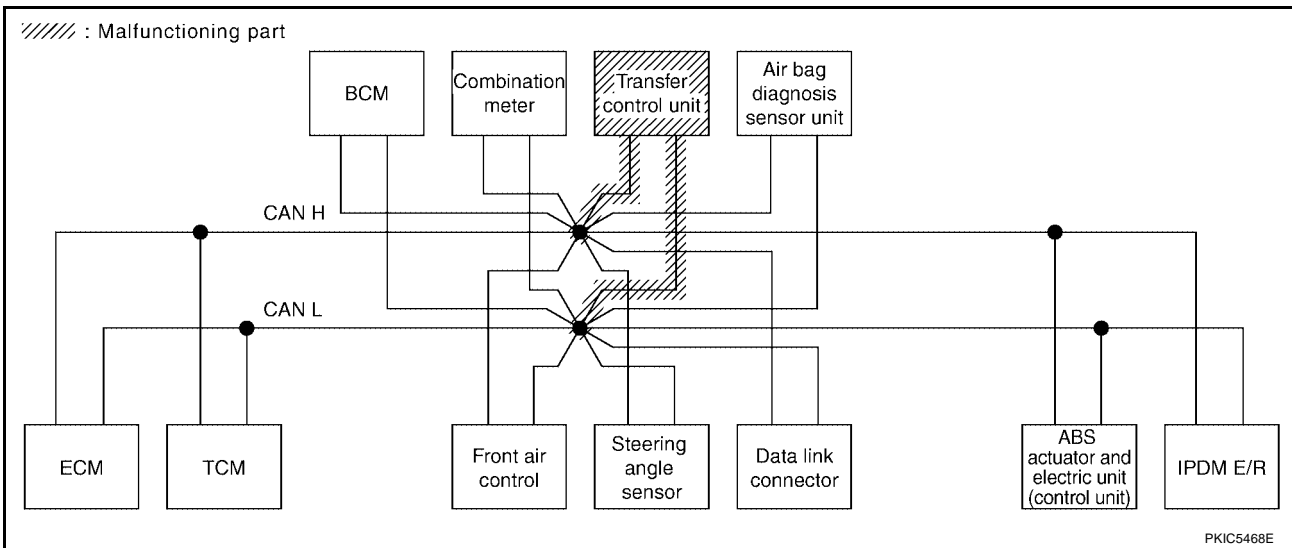 : Malfunctioning part
BCM
Combination
meter
Transfer
control unit
Air bag
diagnosis
sensor unit
CAN H
CAN L
ECM
TCM
Front air
control
Steering
angle
sensor
Data link
connector
ABS
actuator and
electric unit
(control unit)
IPDM E/R
PKIC5468E